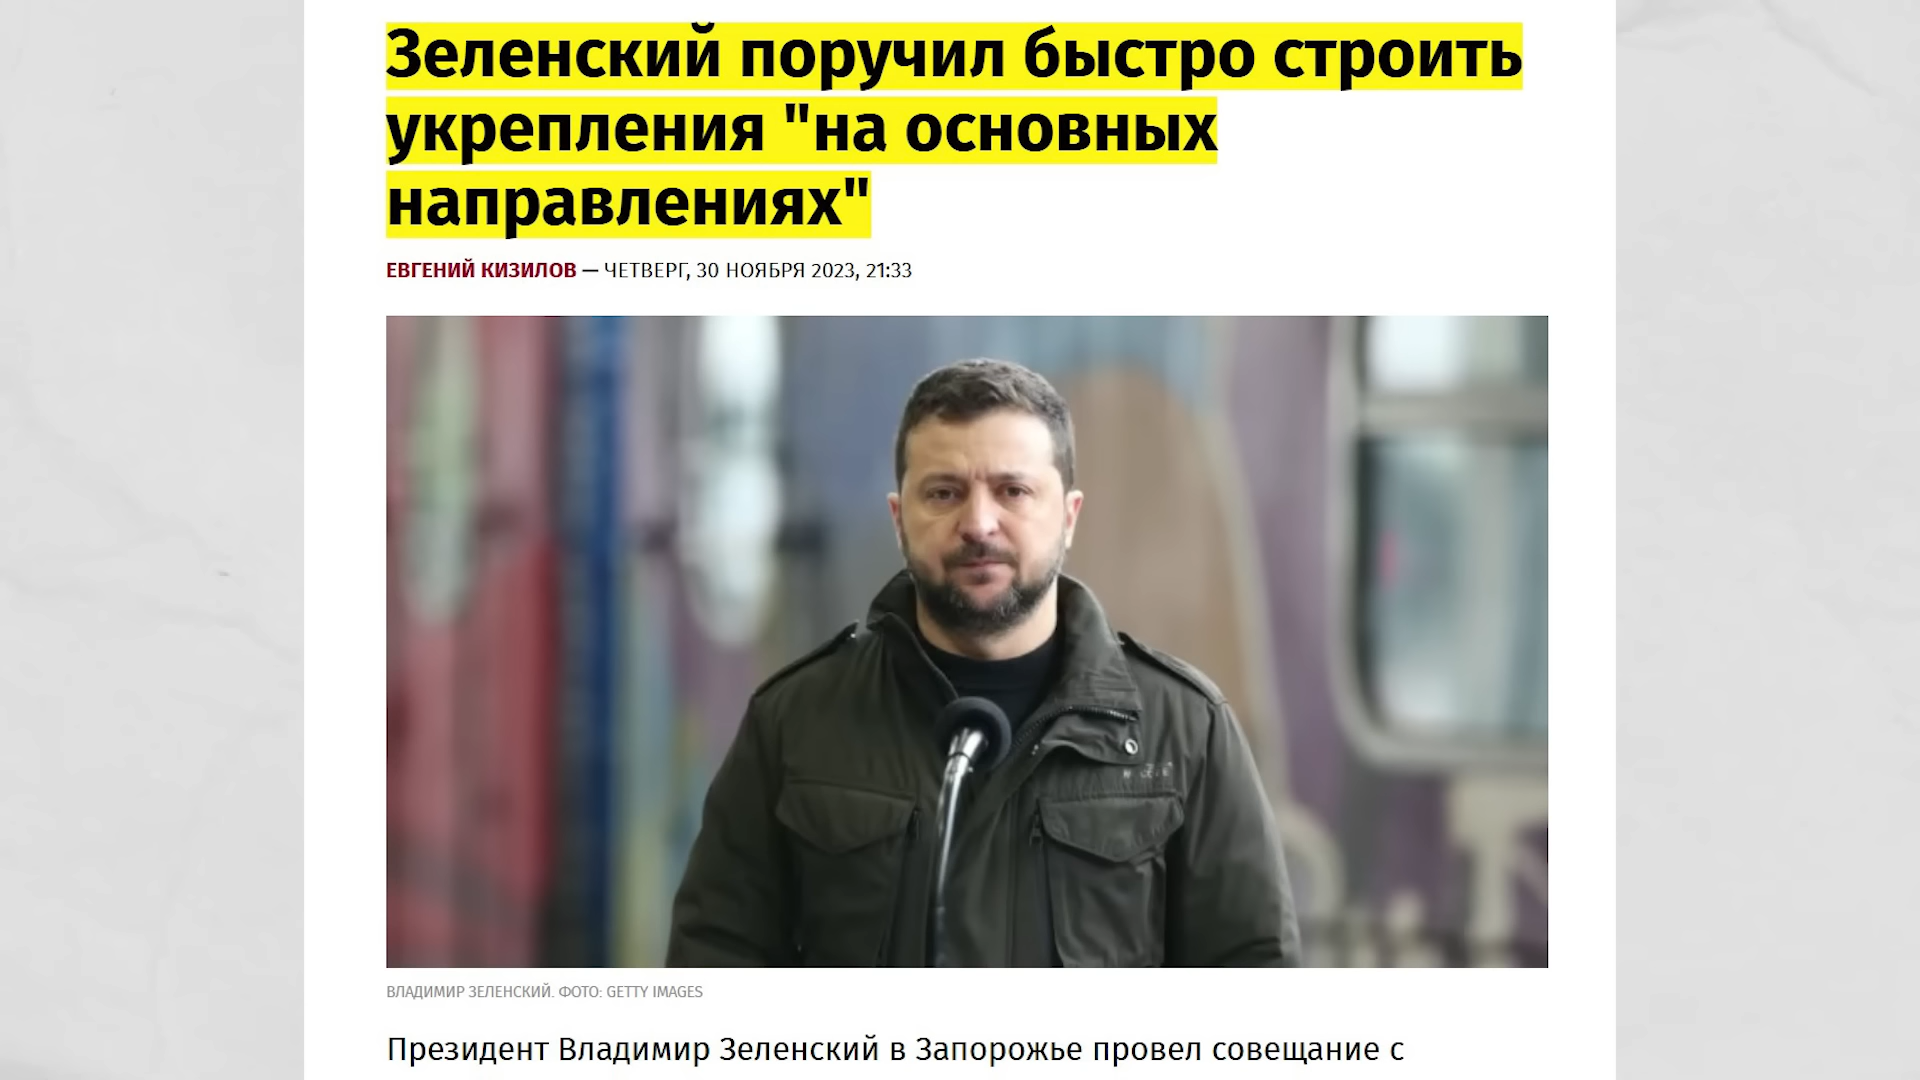 Зеленский поручил быстро строить
укрепления "на основных
направлениях"
ЕВГЕНИЙ КИЗИЛОВ — ЧЕТВЕРГ, 30 НОЯБРЯ 2023, 21:33
ВЛАДИМИР ЗЕЛЕНСКИЙ. ФОТО: GETTY IMAGES
Президент Владимир Зеленский в Запорожье провел совещание с